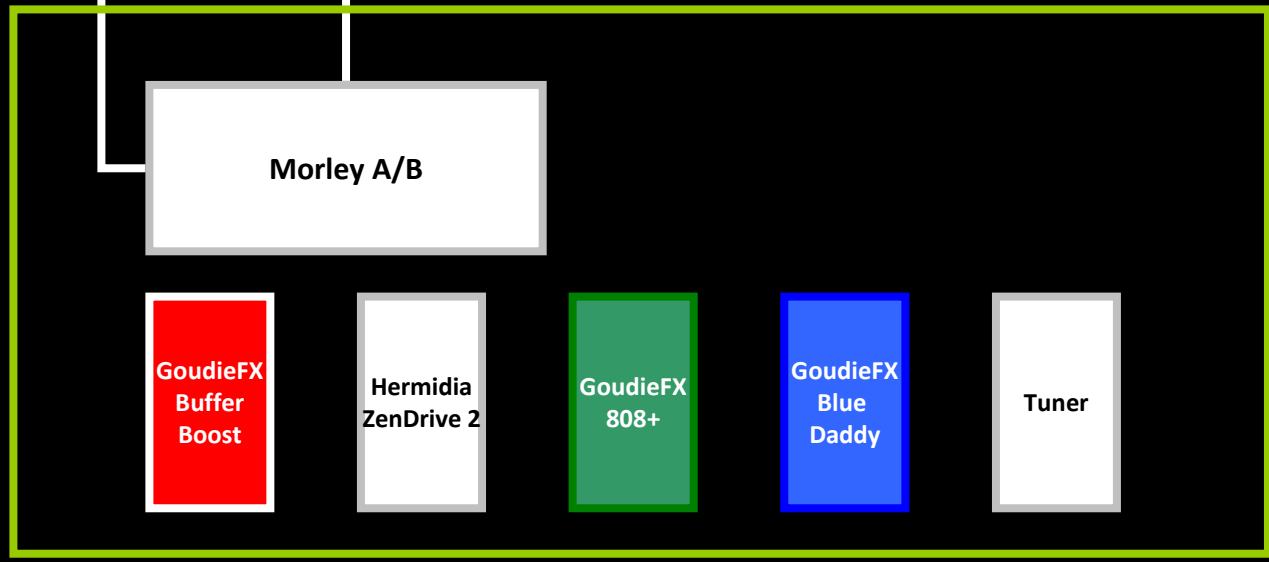 Morley A/B
GoudieFX
Buffer
Boost
Hermidia
ZenDrive 2
GoudieFX
808+
GoudieFX
Blue
Daddy
Tuner